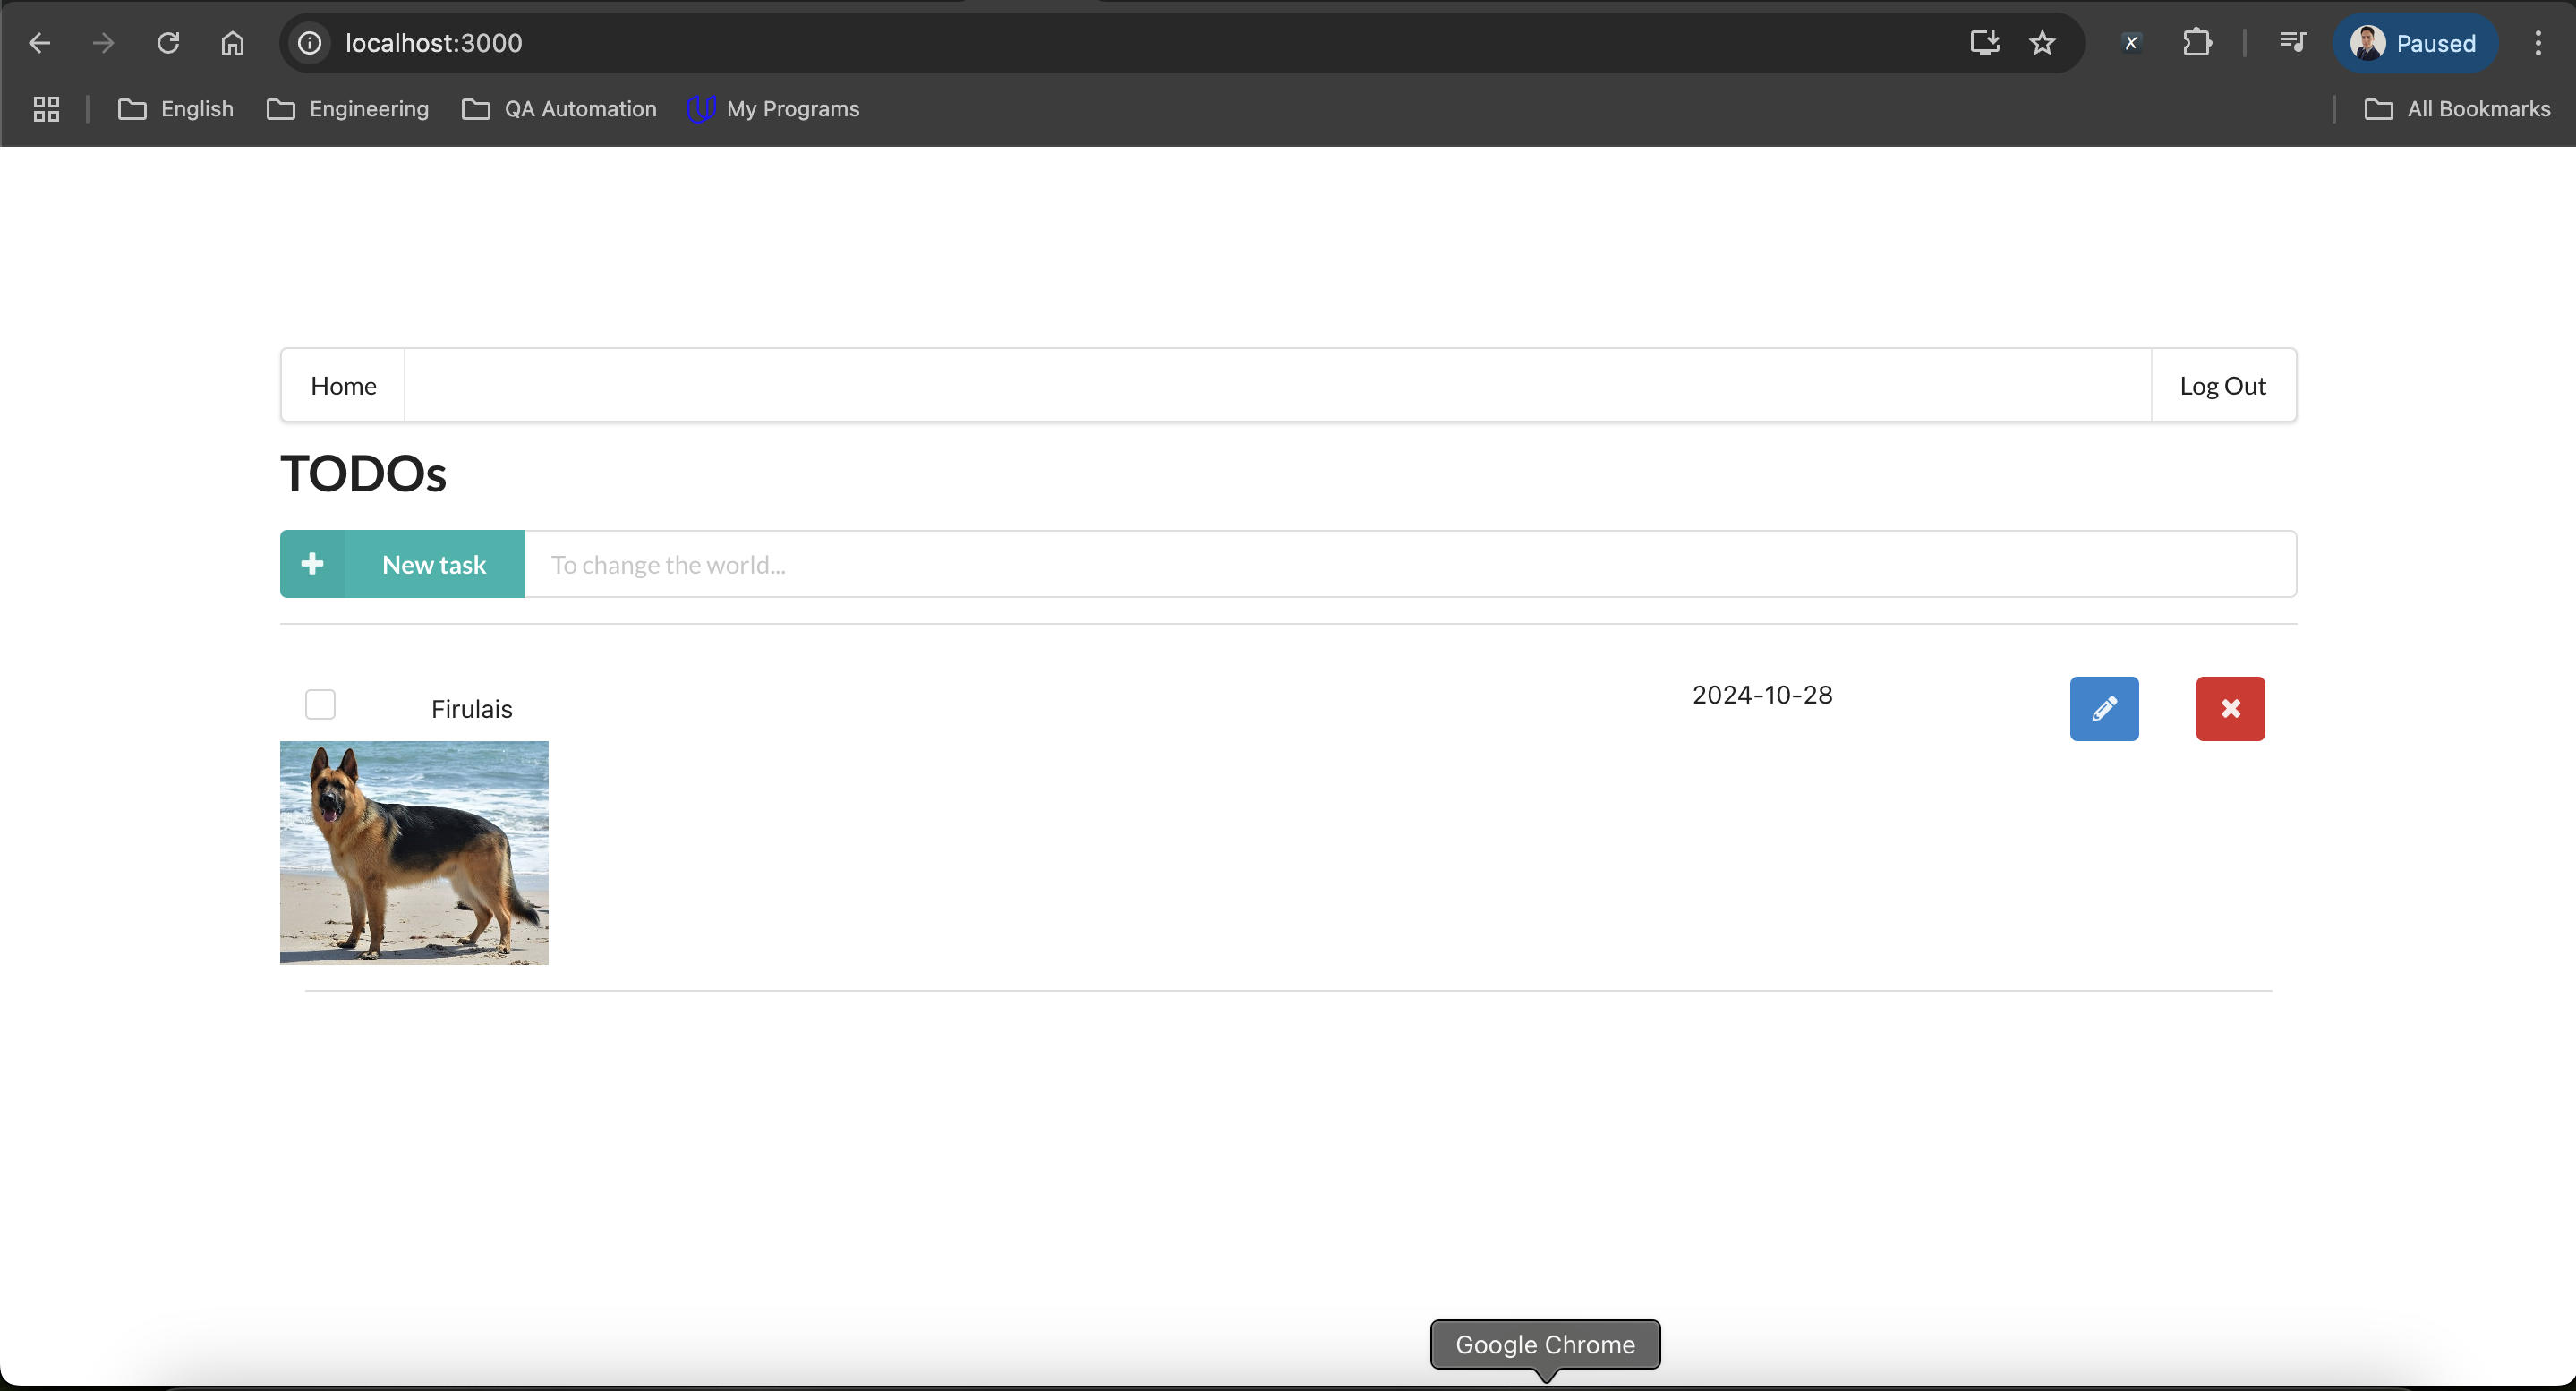 localhost:3000
Paused
English
Engineering
QA Automation
My Programs
All Bookmarks
Home
Log Out
TODOs
New task
To change the world...
Firulais
2024-10-28
Google Chrome